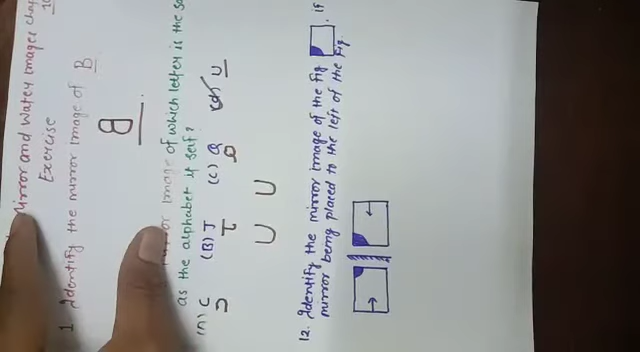 Mirror and Water Images chap
10
Exercise
1 Identify the mirror image of B
8
image of which letter is the sa
as the alphabet it self?
(A) C (B) J (C) Q U
U U
12. Identify the mirror image of the fig , if
mirror being placed to the left of the fig.